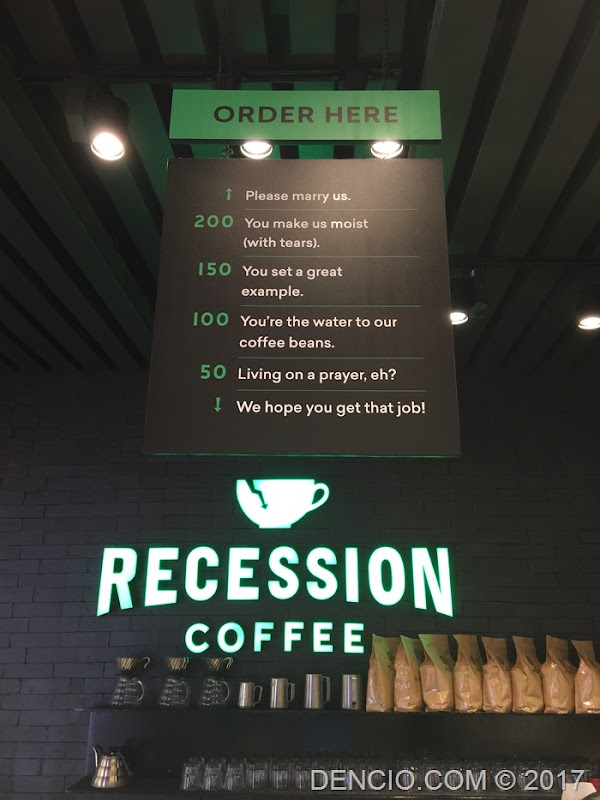 ORDER HERE
↑ Please marry us.
200 You make us moist
(with tears).
150 You set a great
example.
100 You're the water to our
coffee beans.
50 Living on a prayer, eh?
↓ We hope you get that job!
RECESSION
COFFEE
DENCIO.COM © 2017